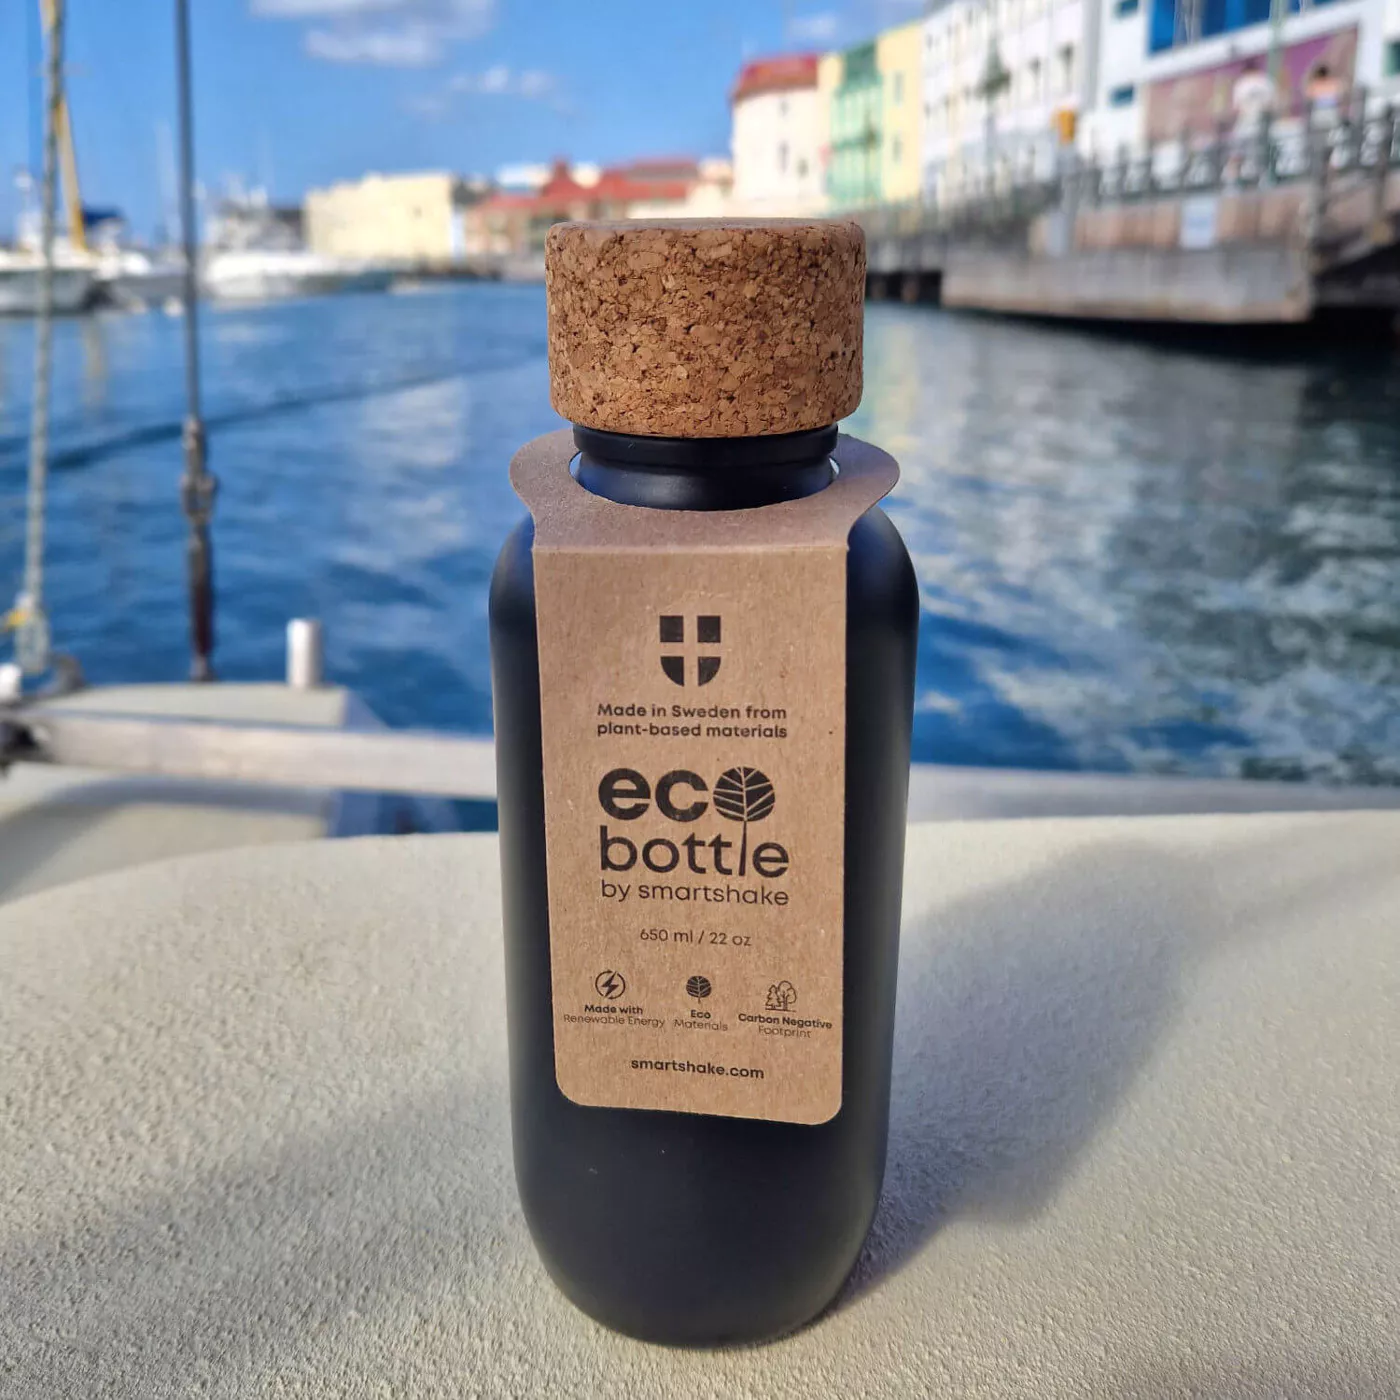 Made in Sweden from
plant-based materials
eco
bottle
by smartshake
650 ml / 22 oz
Made with
Renewable Energy
Eco
Materials
Carbon Negative
Footprint
smartshake.com